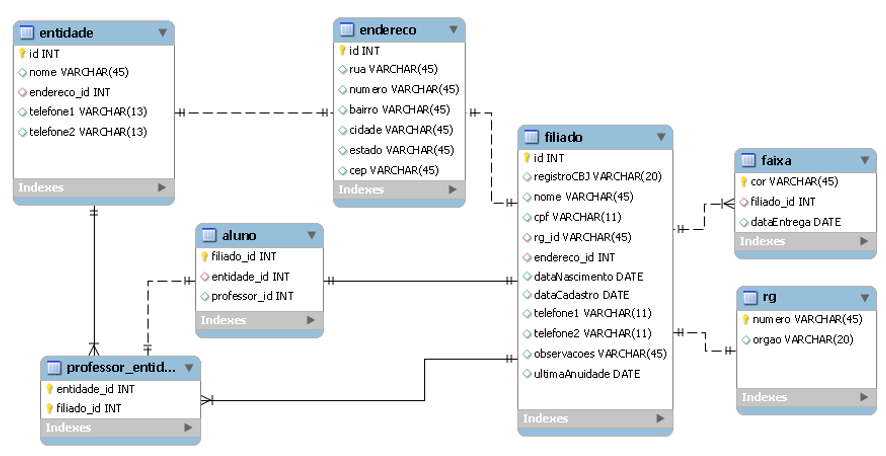 entidade
id INT
nome VARCHAR(45)
endereco_id INT
telefone1 VARCHAR(13)
telefone2 VARCHAR(13)
Indexes
endereco
id INT
rua VARCHAR(45)
numero VARCHAR(45)
bairro VARCHAR(45)
cidade VARCHAR(45)
estado VARCHAR(45)
cep VARCHAR(45)
Indexes
filiado
id INT
registroCBJ VARCHAR(20)
nome VARCHAR(45)
cpf VARCHAR(11)
rg_id VARCHAR(45)
endereco_id INT
dataNascimento DATE
dataCadastro DATE
telefone1 VARCHAR(11)
telefone2 VARCHAR(11)
observacoes VARCHAR(45)
ultimaAnuidade DATE
Indexes
faixa
cor VARCHAR(45)
filiado_id INT
dataEntrega DATE
Indexes
aluno
filiado_id INT
entidade_id INT
professor_id INT
Indexes
rg
numero VARCHAR(45)
orgao VARCHAR(20)
Indexes
professor_entid...
entidade_id INT
filiado_id INT
Indexes